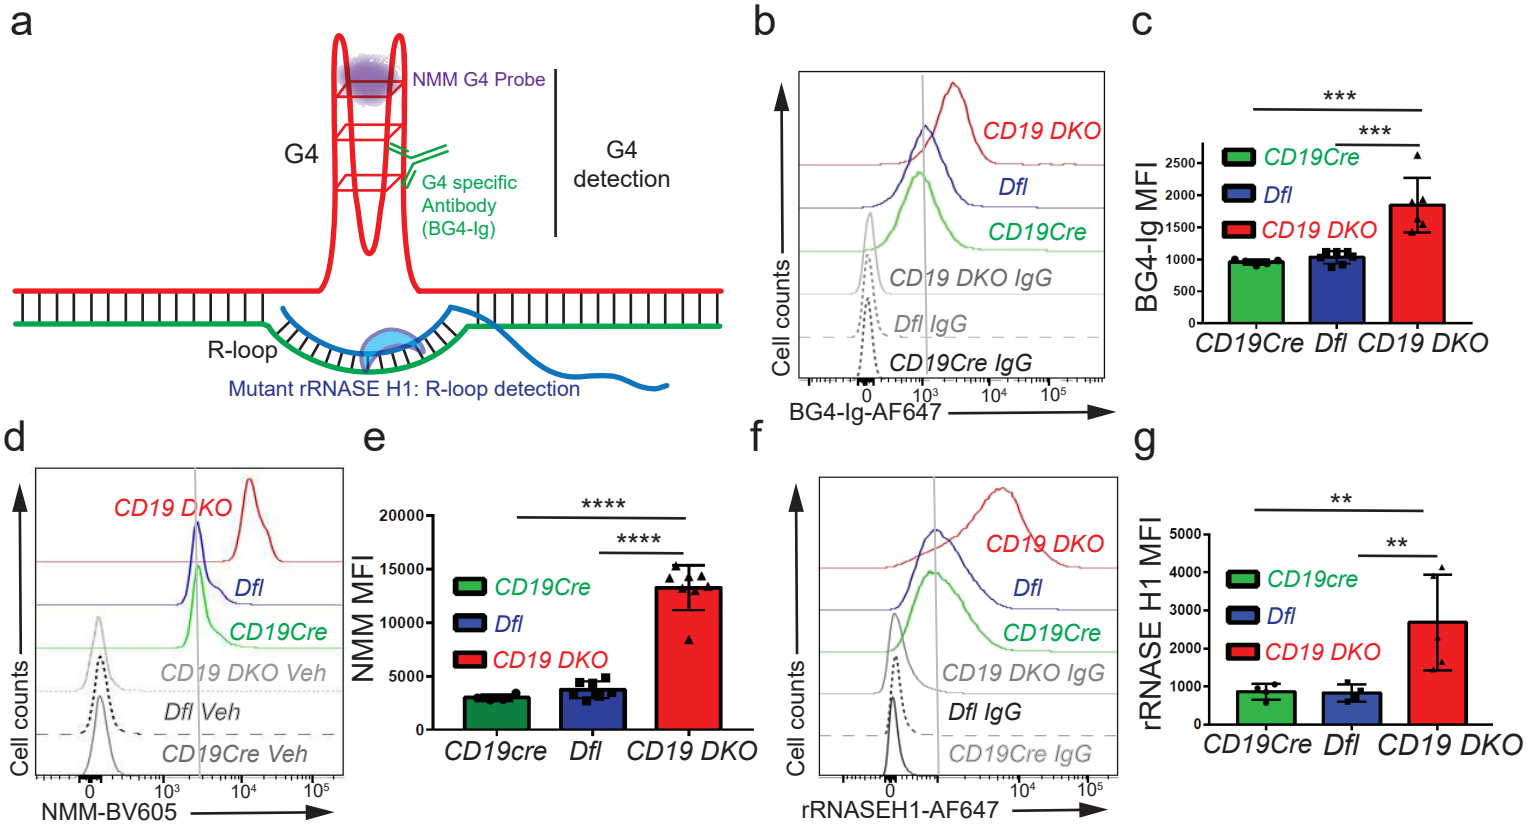 a
NMM G4 Probe
G4
G4
detection
G4 specific
Antibody
(BG4-Ig)
R-loop
Mutant rRNASE H1: R-loop detection
b
Cell counts
CD19 DKO
Dfl
CD19Cre
CD19 DKO IgG
Dfl IgG
CD19Cre IgG
0 10³ 10⁴ 10⁵
BG4-Ig-AF647
c
BG4-Ig MFI
***
***
2500
2000
1500
1000
500
0
CD19Cre
Dfl
CD19 DKO
CD19Cre Dfl CD19 DKO
d
Cell counts
CD19 DKO
Dfl
CD19Cre
CD19 DKO Veh
Dfl Veh
CD19Cre Veh
0 10³ 10⁴ 10⁵
NMM-BV605
e
NMM MFI
****
****
20000
15000
10000
5000
0
CD19Cre
Dfl
CD19 DKO
CD19cre Dfl CD19 DKO
f
Cell counts
CD19 DKO
Dfl
CD19Cre
CD19 DKO IgG
Dfl IgG
CD19Cre IgG
0 10³ 10⁴ 10⁵
rRNASEH1-AF647
g
rRNASE H1 MFI
**
**
5000
4000
3000
2000
1000
0
CD19cre
Dfl
CD19 DKO
CD19Cre Dfl CD19 DKO